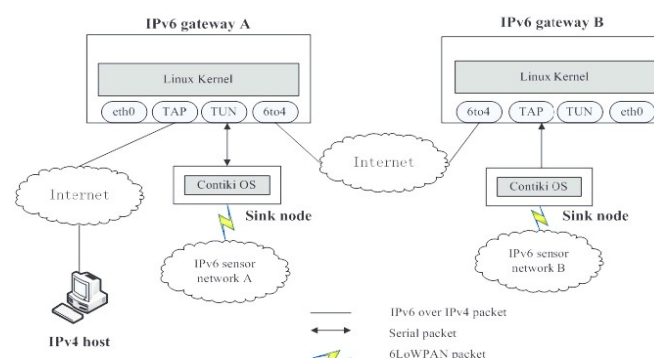 IPv6 gateway A
IPv6 gateway B
Linux Kernel
Linux Kernel
eth0 TAP TUN 6to4
6to4 TAP TUN eth0
Internet
Internet
Contiki OS
Contiki OS
Sink node
Sink node
IPv6 sensor
network A
IPv6 sensor
network B
IPv4 host
IPv6 over IPv4 packet
Serial packet
6LoWPAN packet